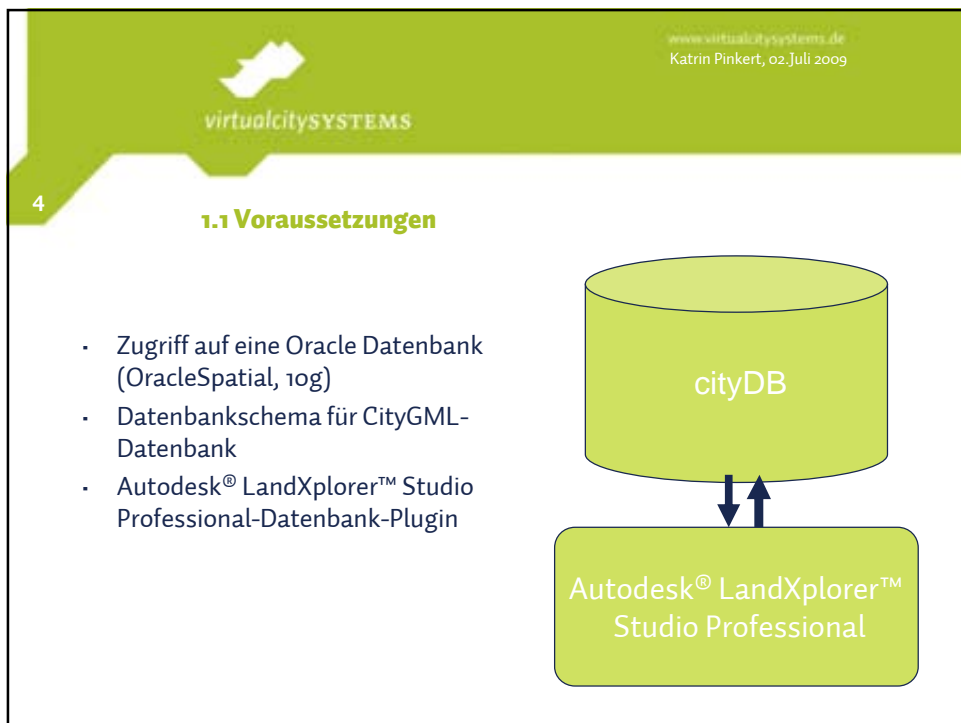 www.virtualcitysystems.de
Katrin Pinkert, 02.Juli 2009
virtualcitySYSTEMS
4
1.1 Voraussetzungen
· Zugriff auf eine Oracle Datenbank
(OracleSpatial, 10g)
· Datenbankschema für CityGML-
Datenbank
· Autodesk® LandXplorer™ Studio
Professional-Datenbank-Plugin
cityDB
Autodesk® LandXplorer™
Studio Professional